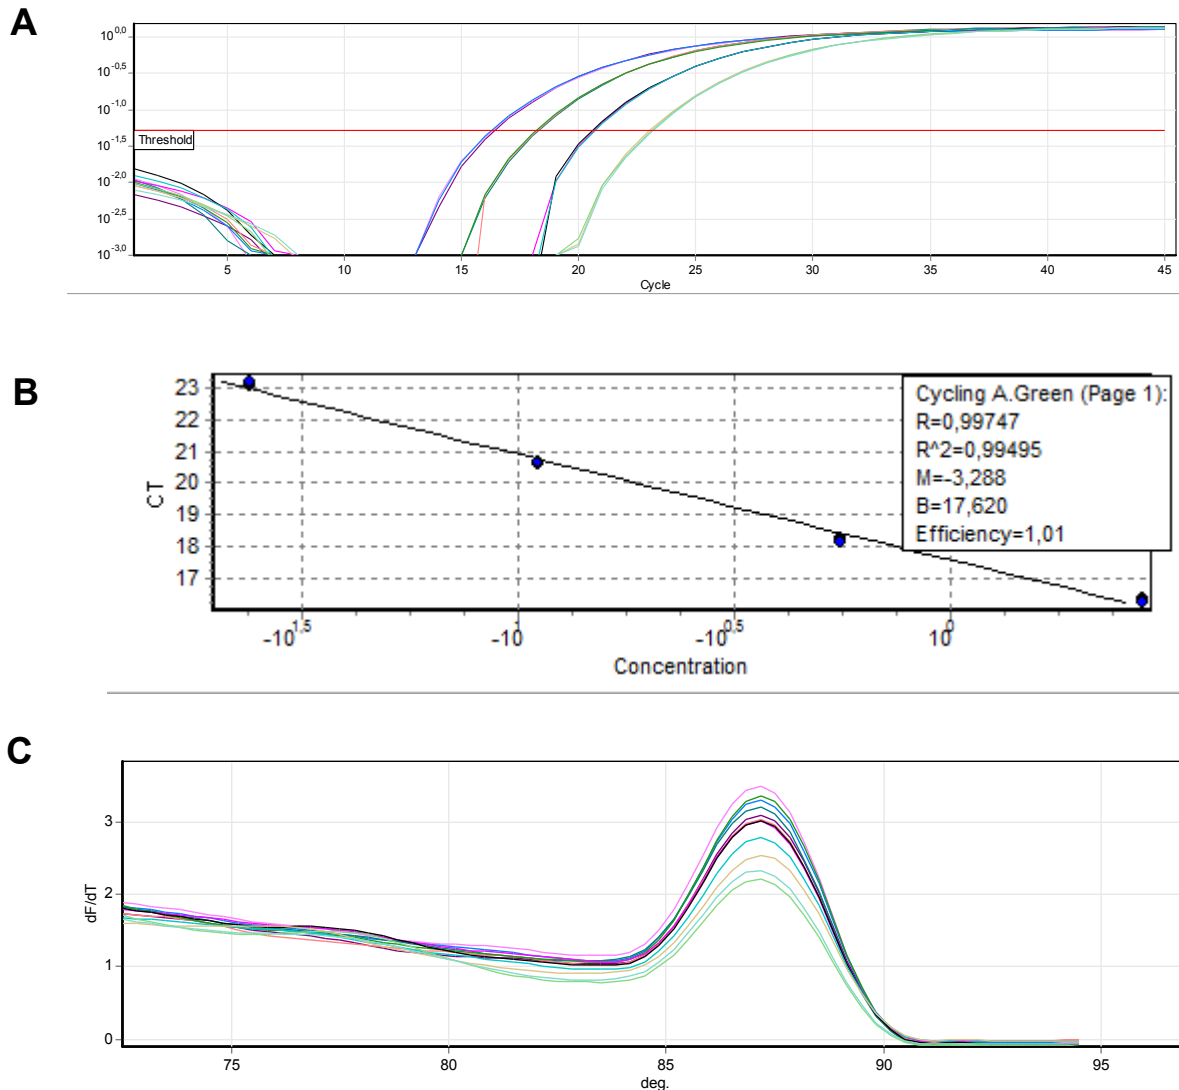 A
10^0,0
10^-0,5
10^-1,0
10^-1,5
10^-2,0
10^-2,5
10^-3,0
Threshold
5 10 15 20 25 30 35 40 45
Cycle
B
23
22
21
20
19
18
17
CT
Cycling A.Green (Page 1):
R=0,99747
R^2=0,99495
M=-3,288
B=17,620
Efficiency=1,01
-10^1,5 -10^1 -10^0,5 10^0
Concentration
C
3
2
1
0
dF/dT
75 80 85 90 95
deg.